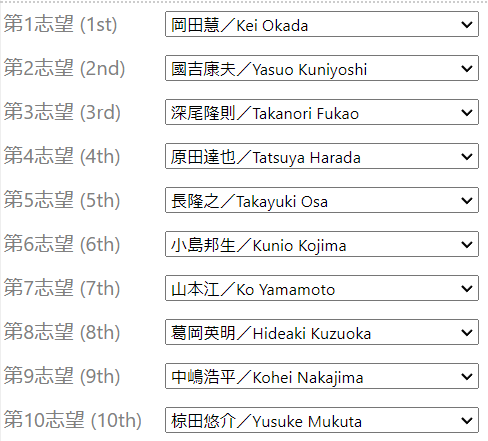 第1志望 (1st) 岡田慧／Kei Okada
第2志望 (2nd) 國吉康夫／Yasuo Kuniyoshi
第3志望 (3rd) 深尾隆則／Takanori Fukao
第4志望 (4th) 原田達也／Tatsuya Harada
第5志望 (5th) 長隆之／Takayuki Osa
第6志望 (6th) 小島邦生／Kunio Kojima
第7志望 (7th) 山本江／Ko Yamamoto
第8志望 (8th) 葛岡英明／Hideaki Kuzuoka
第9志望 (9th) 中嶋浩平／Kohei Nakajima
第10志望 (10th) 椋田悠介／Yusuke Mukuta